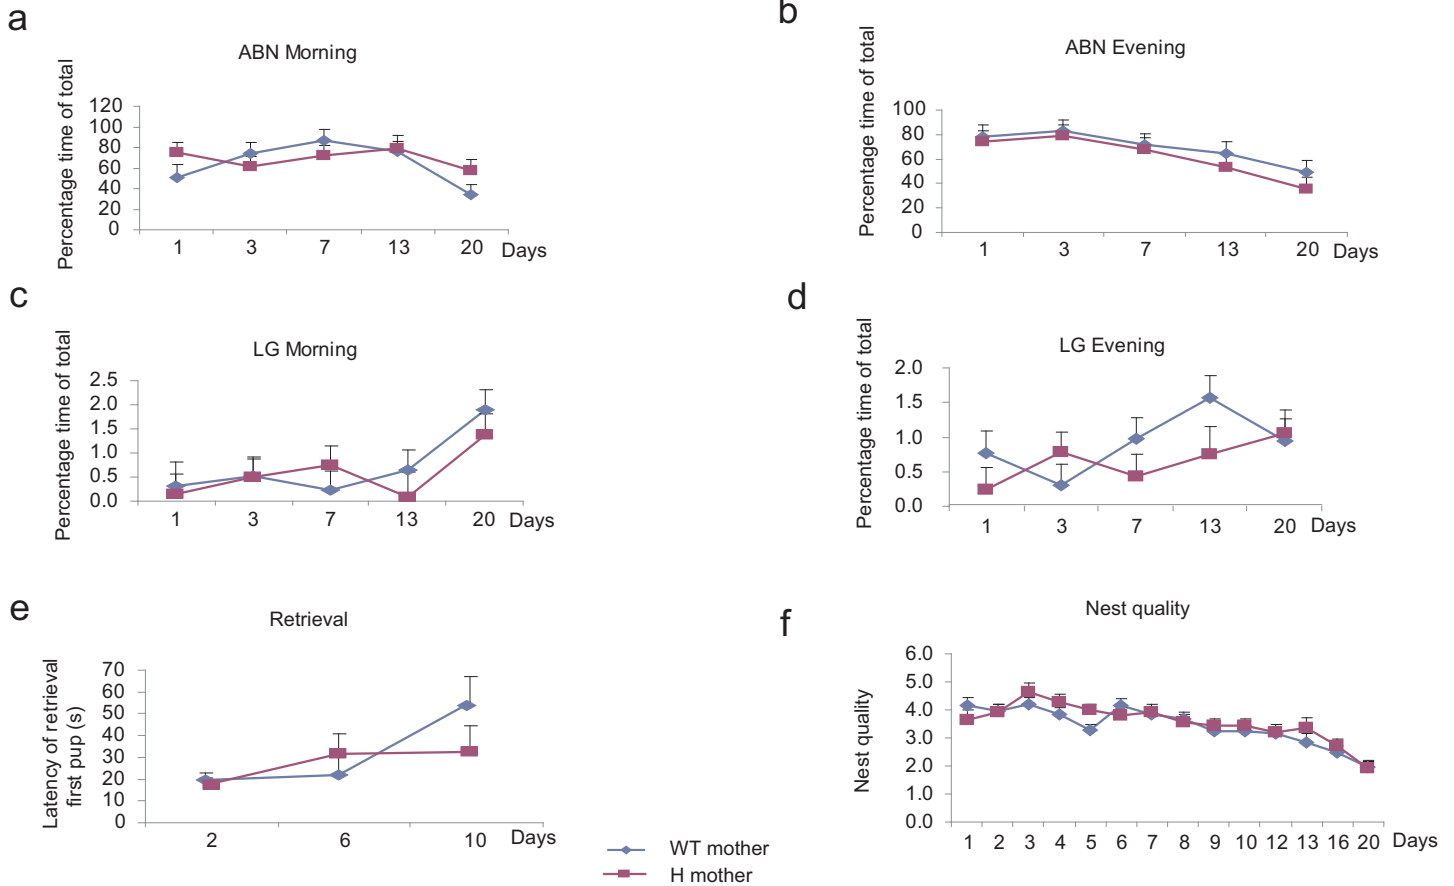 a
ABN Morning
Percentage time of total
120
100
80
60
40
20
0
1 3 7 13 20 Days
b
ABN Evening
Percentage time of total
100
80
60
40
20
0
1 3 7 13 20 Days
c
LG Morning
Percentage time of total
2.5
2.0
1.5
1.0
0.5
0.0
1 3 7 13 20 Days
d
LG Evening
Percentage time of total
2.0
1.5
1.0
0.5
0.0
1 3 7 13 20 Days
e
Retrieval
Latency of retrieval
first pup (s)
70
60
50
40
30
20
10
0
2 6 10 Days
f
Nest quality
Nest quality
6.0
5.0
4.0
3.0
2.0
1.0
0.0
1 2 3 4 5 6 7 8 9 10 12 13 16 20 Days
WT mother
H mother